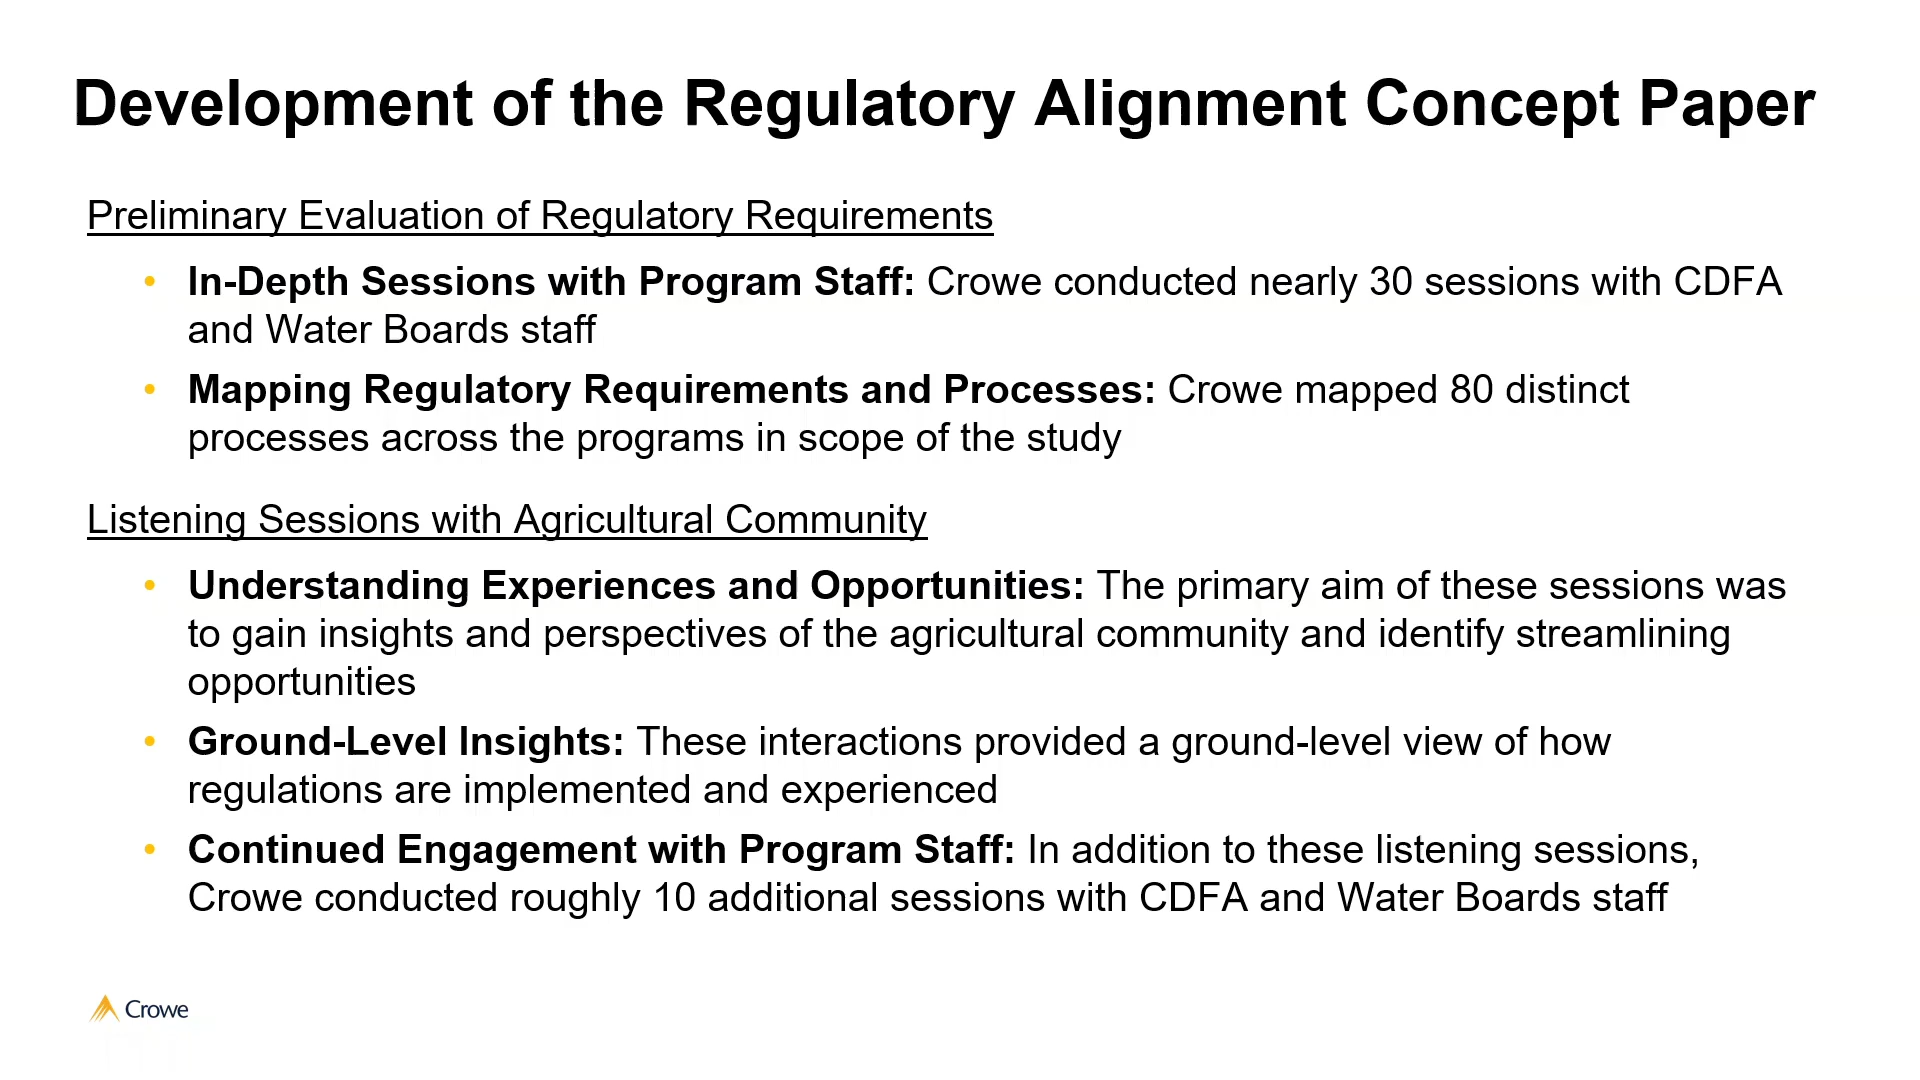 Development of the Regulatory Alignment Concept Paper
Preliminary Evaluation of Regulatory Requirements
• In-Depth Sessions with Program Staff: Crowe conducted nearly 30 sessions with CDFA
and Water Boards staff
• Mapping Regulatory Requirements and Processes: Crowe mapped 80 distinct
processes across the programs in scope of the study
Listening Sessions with Agricultural Community
• Understanding Experiences and Opportunities: The primary aim of these sessions was
to gain insights and perspectives of the agricultural community and identify streamlining
opportunities
• Ground-Level Insights: These interactions provided a ground-level view of how
regulations are implemented and experienced
• Continued Engagement with Program Staff: In addition to these listening sessions,
Crowe conducted roughly 10 additional sessions with CDFA and Water Boards staff
Crowe